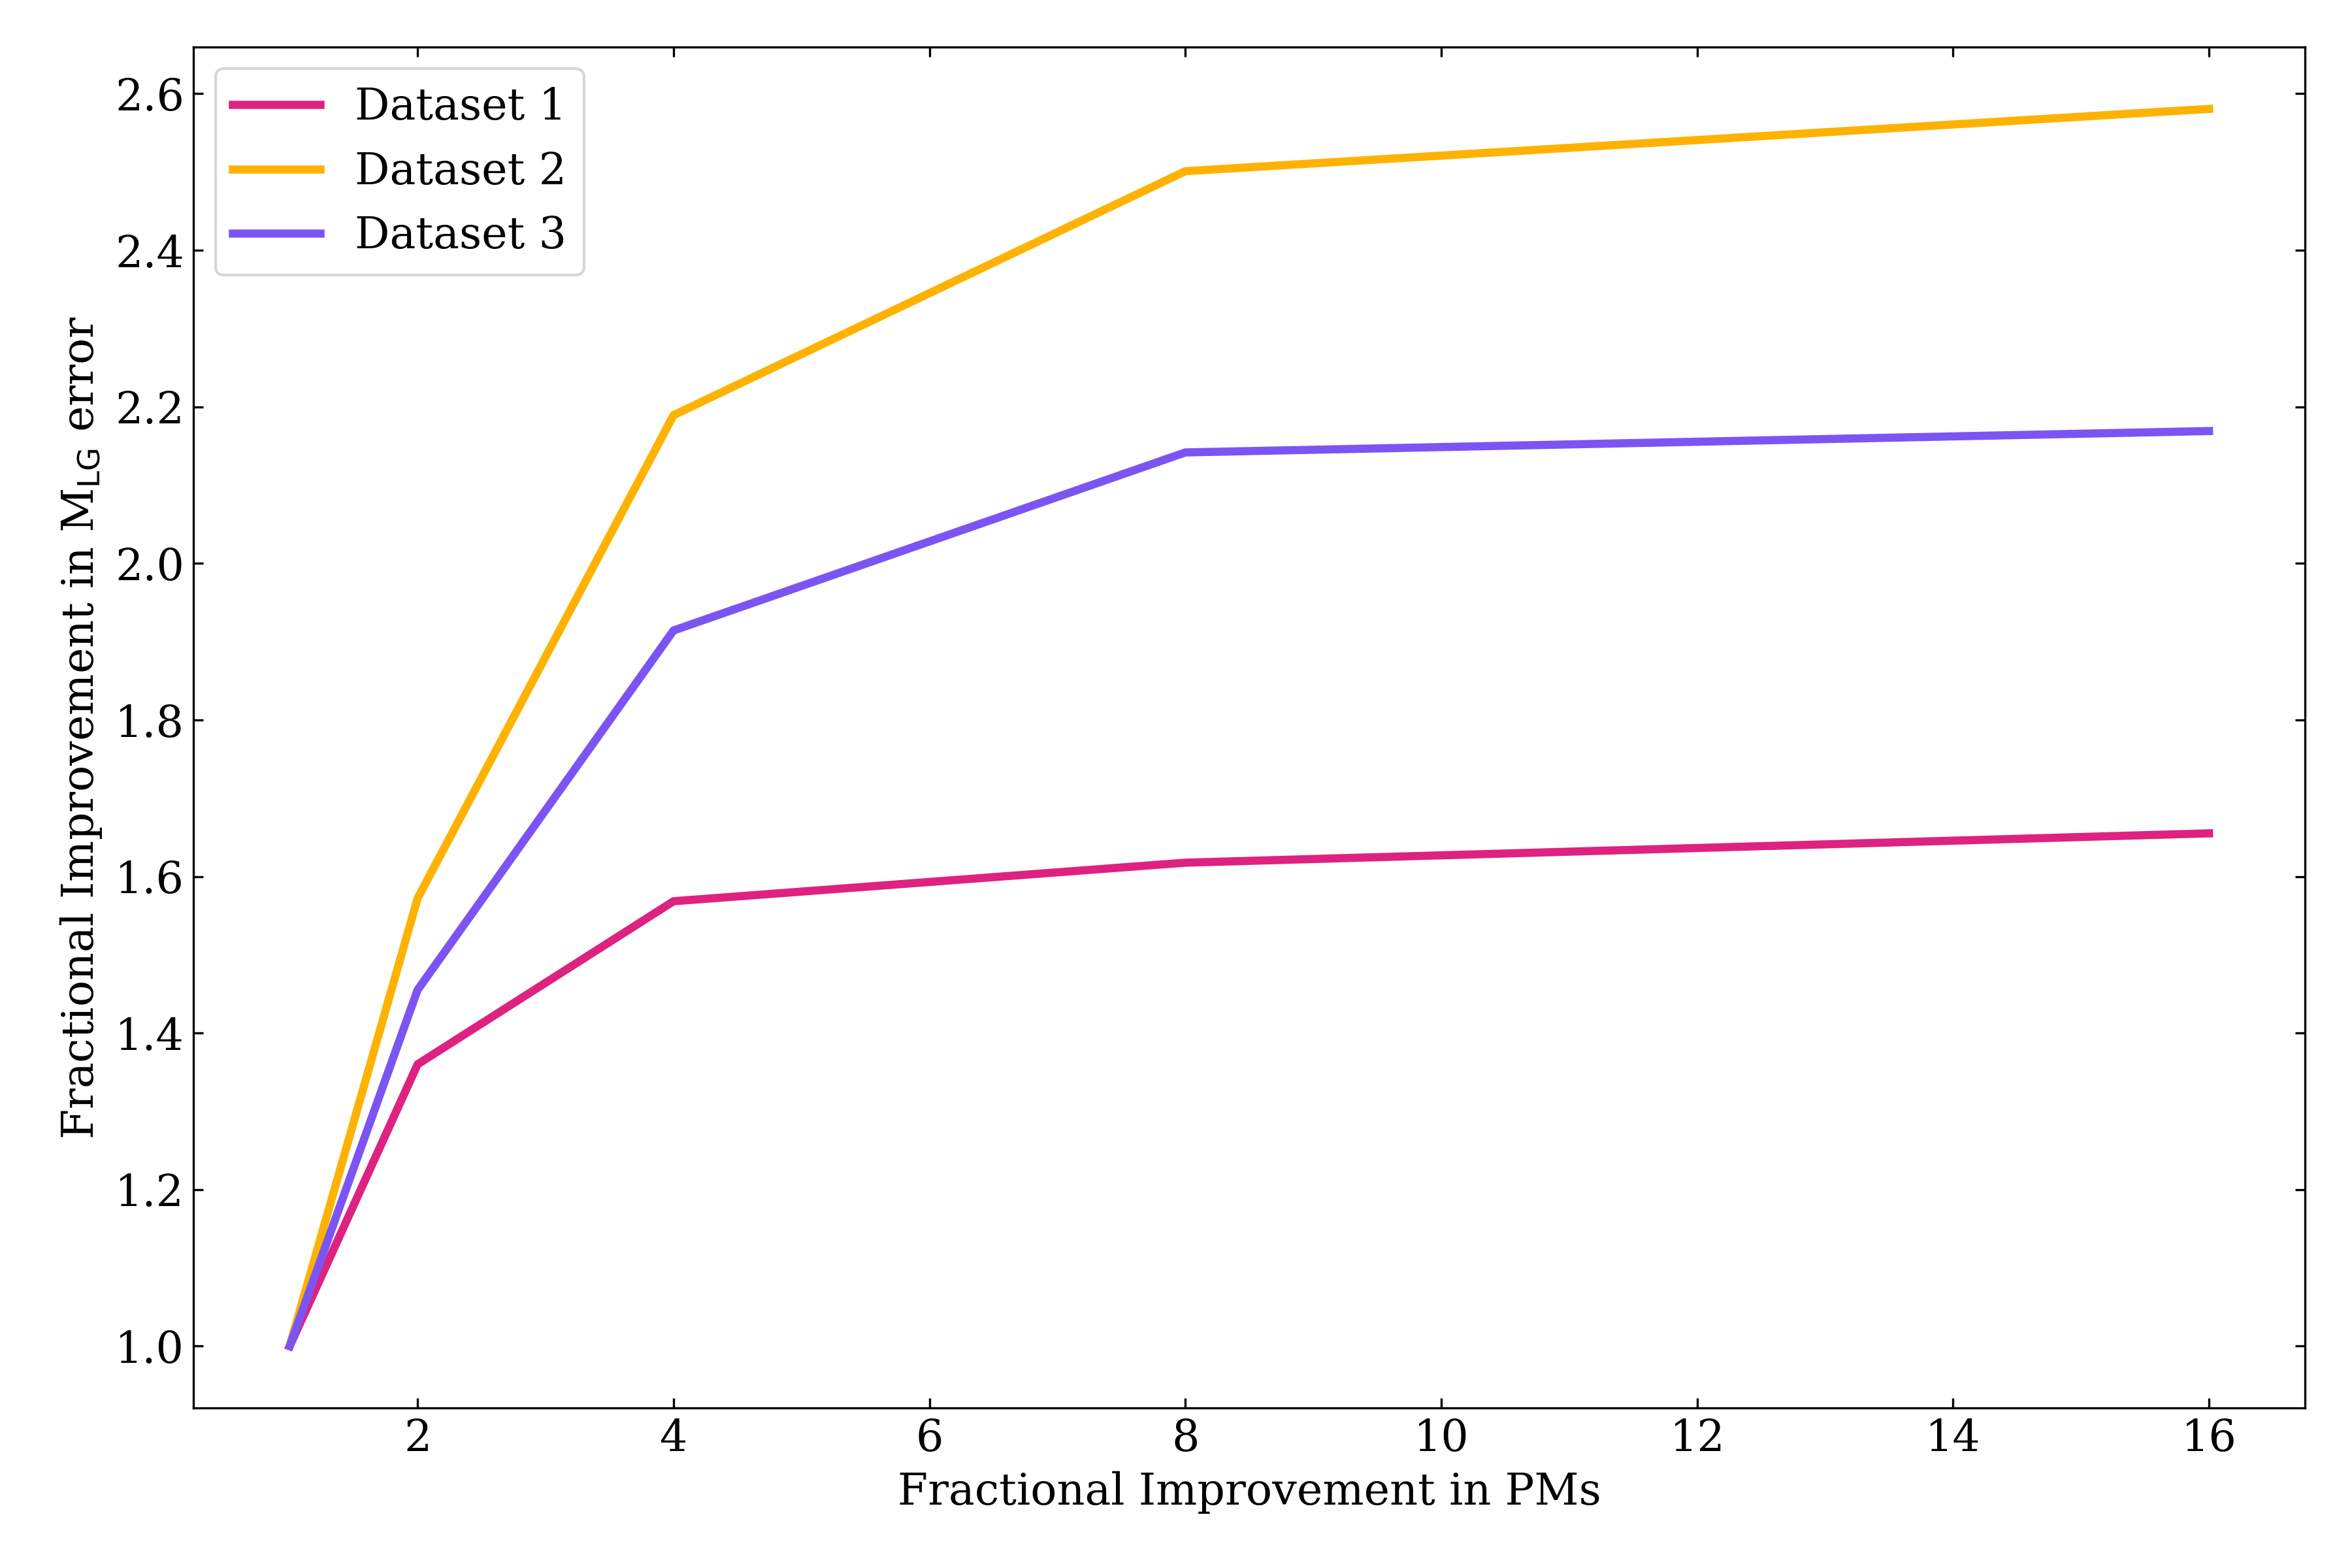 Dataset 1
Dataset 2
Dataset 3
2.6
2.4
2.2
2.0
1.8
1.6
1.4
1.2
1.0
Fractional Improvement in M_LG error
2 4 6 8 10 12 14 16
Fractional Improvement in PMs